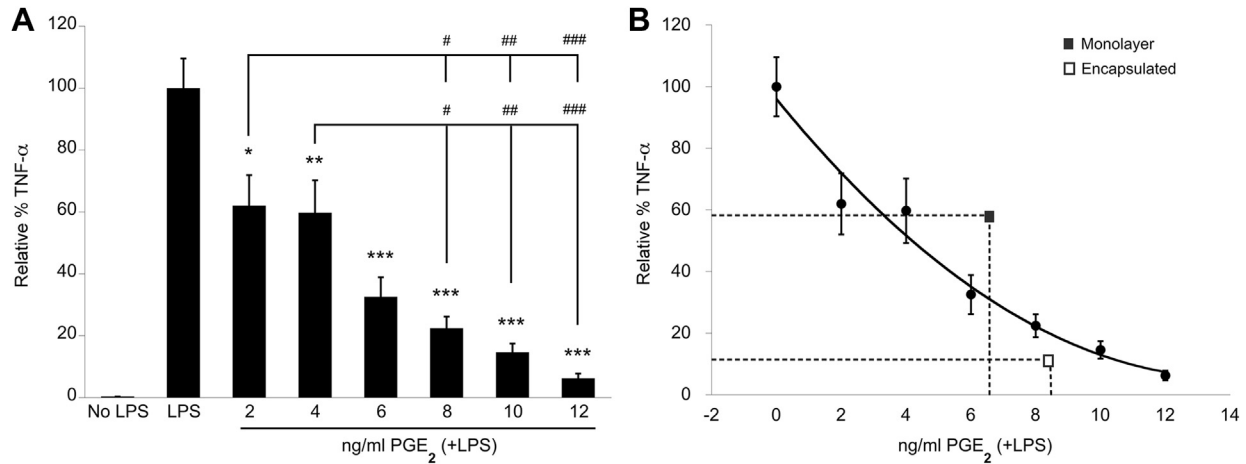 A
Relative % TNF-α
120
100
80
60
40
20
0
# ## ###
# ## ###
* ** *** *** *** ***
No LPS LPS 2 4 6 8 10 12
ng/ml PGE2 (+LPS)
B
Relative % TNF-α
120
100
80
60
40
20
0
Monolayer
Encapsulated
-2 0 2 4 6 8 10 12 14
ng/ml PGE2 (+LPS)